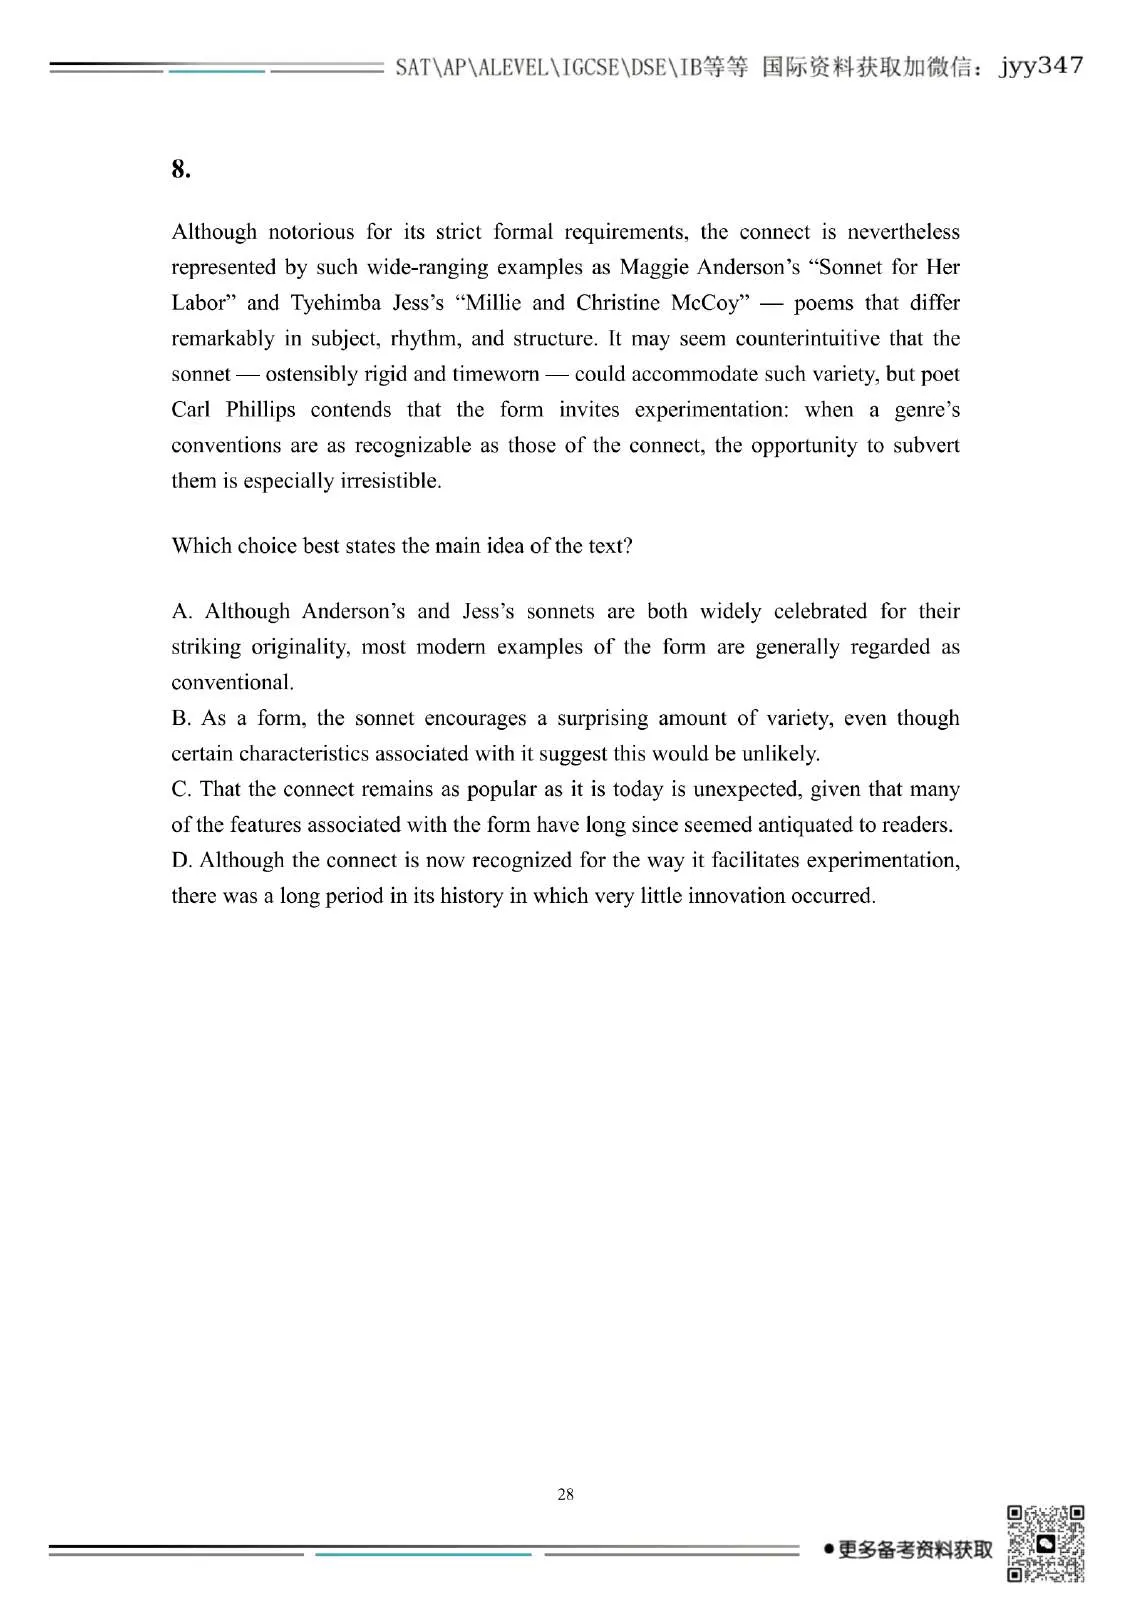 SAT\AP\ALEVEL\IGCSE\DSE\IB等等 国际资料获取加微信：jyy347
8.
Although notorious for its strict formal requirements, the connect is nevertheless
represented by such wide-ranging examples as Maggie Anderson’s “Sonnet for Her
Labor” and Tyehimba Jess’s “Millie and Christine McCoy” — poems that differ
remarkably in subject, rhythm, and structure. It may seem counterintuitive that the
sonnet — ostensibly rigid and timeworn — could accommodate such variety, but poet
Carl Phillips contends that the form invites experimentation: when a genre’s
conventions are as recognizable as those of the connect, the opportunity to subvert
them is especially irresistible.
Which choice best states the main idea of the text?
A. Although Anderson’s and Jess’s sonnets are both widely celebrated for their
striking originality, most modern examples of the form are generally regarded as
conventional.
B. As a form, the sonnet encourages a surprising amount of variety, even though
certain characteristics associated with it suggest this would be unlikely.
C. That the connect remains as popular as it is today is unexpected, given that many
of the features associated with the form have long since seemed antiquated to readers.
D. Although the connect is now recognized for the way it facilitates experimentation,
there was a long period in its history in which very little innovation occurred.
28
●更多备考资料获取